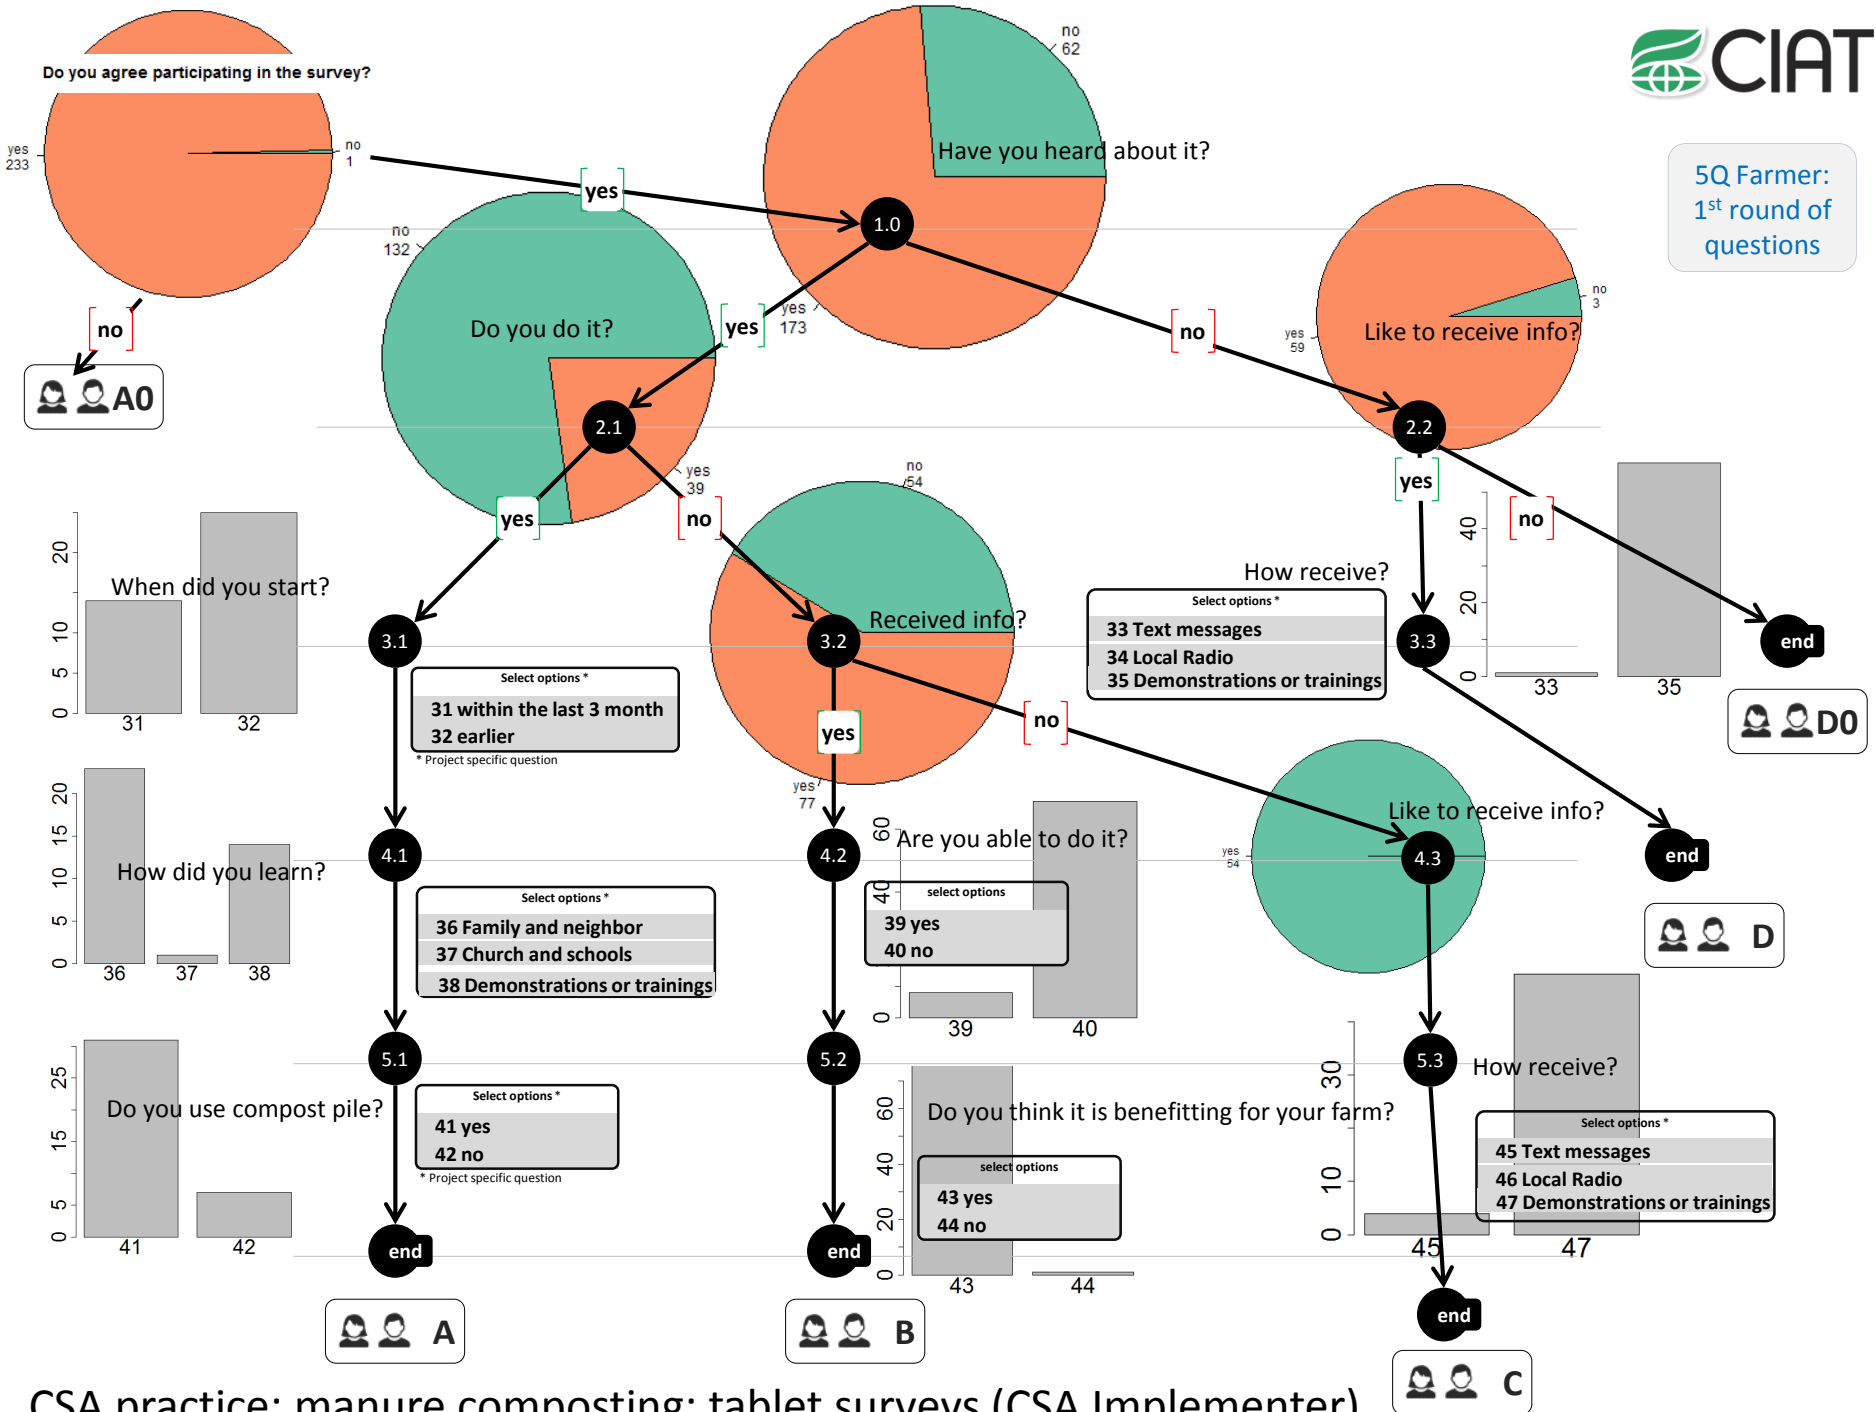 Do you agree participating in the survey?
yes
233
no
1
yes
no
A0
no
62
Have you heard about it?
1.0
yes
173
CIAT
5Q Farmer:
1st round of
questions
no
132
Do you do it?
2.1
yes
39
yes
no
no
3
yes
59
Like to receive info?
2.2
yes
no
yes
no
no
54
Received info?
3.2
yes
77
yes
no
20
10
5
0
When did you start?
31
32
3.1
Select options *
31 within the last 3 month
32 earlier
* Project specific question
How receive?
Select options *
33 Text messages
34 Local Radio
35 Demonstrations or trainings
3.3
40
20
0
33
35
end
D0
20
15
10
5
0
How did you learn?
36
37
38
4.1
Select options *
36 Family and neighbor
37 Church and schools
38 Demonstrations or trainings
4.2
60
40
0
Are you able to do it?
select options
39 yes
40 no
39
40
yes
54
Like to receive info?
4.3
end
D
25
15
5
0
Do you use compost pile?
41
42
5.1
Select options *
41 yes
42 no
* Project specific question
end
A
5.2
60
40
20
0
Do you think it is benefitting for your farm?
select options
43 yes
44 no
43
44
end
B
5.3
30
10
0
How receive?
Select options *
45 Text messages
46 Local Radio
47 Demonstrations or trainings
45
47
end
C
CSA practice: manure composting; tablet surveys (CSA Implementer)